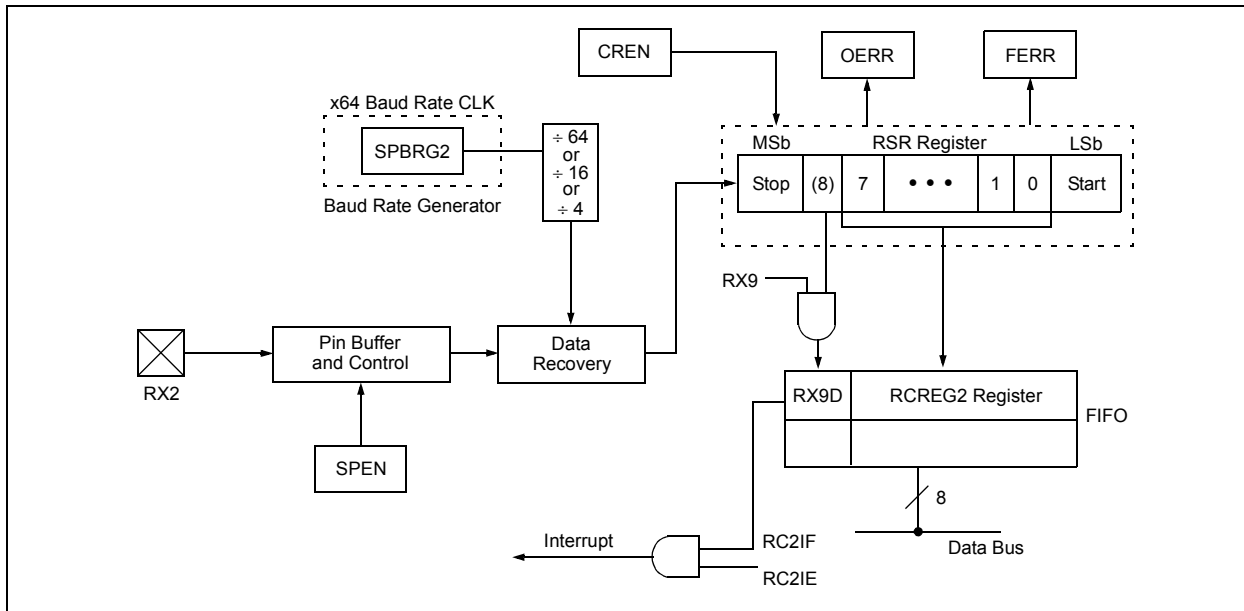 CREN
OERR
FERR
x64 Baud Rate CLK
SPBRG2
Baud Rate Generator
÷ 64
or
÷ 16
or
÷ 4
MSb
RSR Register
LSb
Stop
(8)
7
• • •
1
0
Start
RX9
RX2
Pin Buffer
and Control
Data
Recovery
SPEN
RX9D
RCREG2 Register
FIFO
8
Data Bus
Interrupt
RC2IF
RC2IE